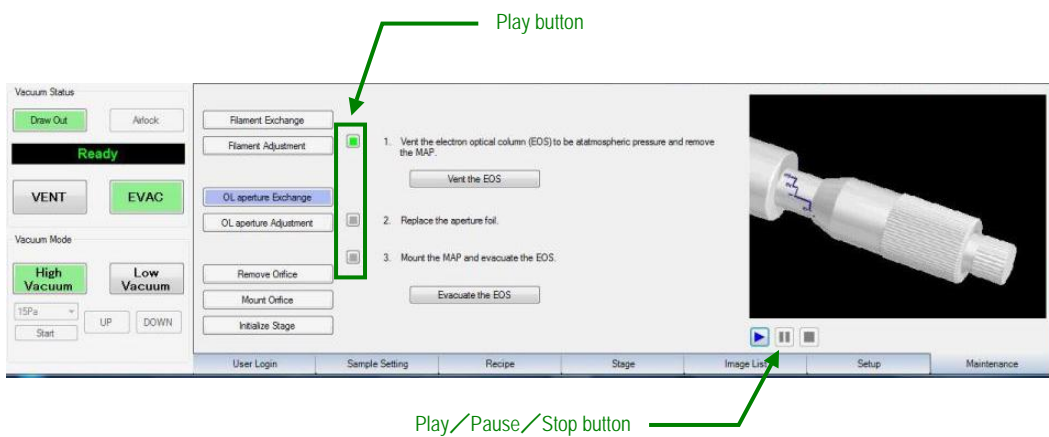 Play button
Vacuum Status
Draw Out
Airlock
Ready
VENT
EVAC
Vacuum Mode
High
Vacuum
Low
Vacuum
15Pa
UP
DOWN
Start
Filament Exchange
Filament Adjustment
OL aperture Exchange
OL aperture Adjustment
Remove Orifice
Mount Orifice
Initialize Stage
1. Vent the electron optical column (EOS) to be atatmospheric pressure and remove
the MAP.
Vent the EOS
2. Replace the aperture foil.
3. Mount the MAP and evacuate the EOS.
Evacuate the EOS
User Login
Sample Setting
Recipe
Stage
Image List
Setup
Maintenance
Play／Pause／Stop button